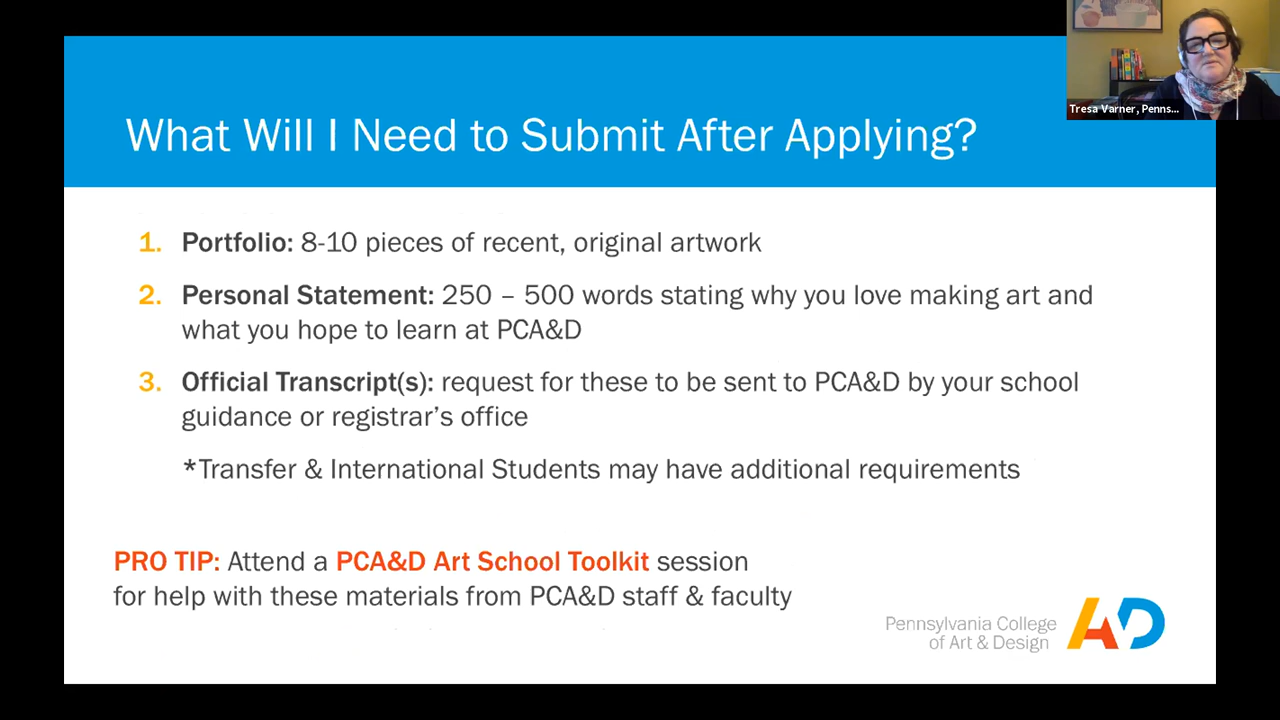 Tresa Varner, Penns...
What Will I Need to Submit After Applying?
1. Portfolio: 8-10 pieces of recent, original artwork
2. Personal Statement: 250 – 500 words stating why you love making art and
what you hope to learn at PCA&D
3. Official Transcript(s): request for these to be sent to PCA&D by your school
guidance or registrar’s office
*Transfer & International Students may have additional requirements
PRO TIP: Attend a PCA&D Art School Toolkit session
for help with these materials from PCA&D staff & faculty
Pennsylvania College
of Art & Design
AD